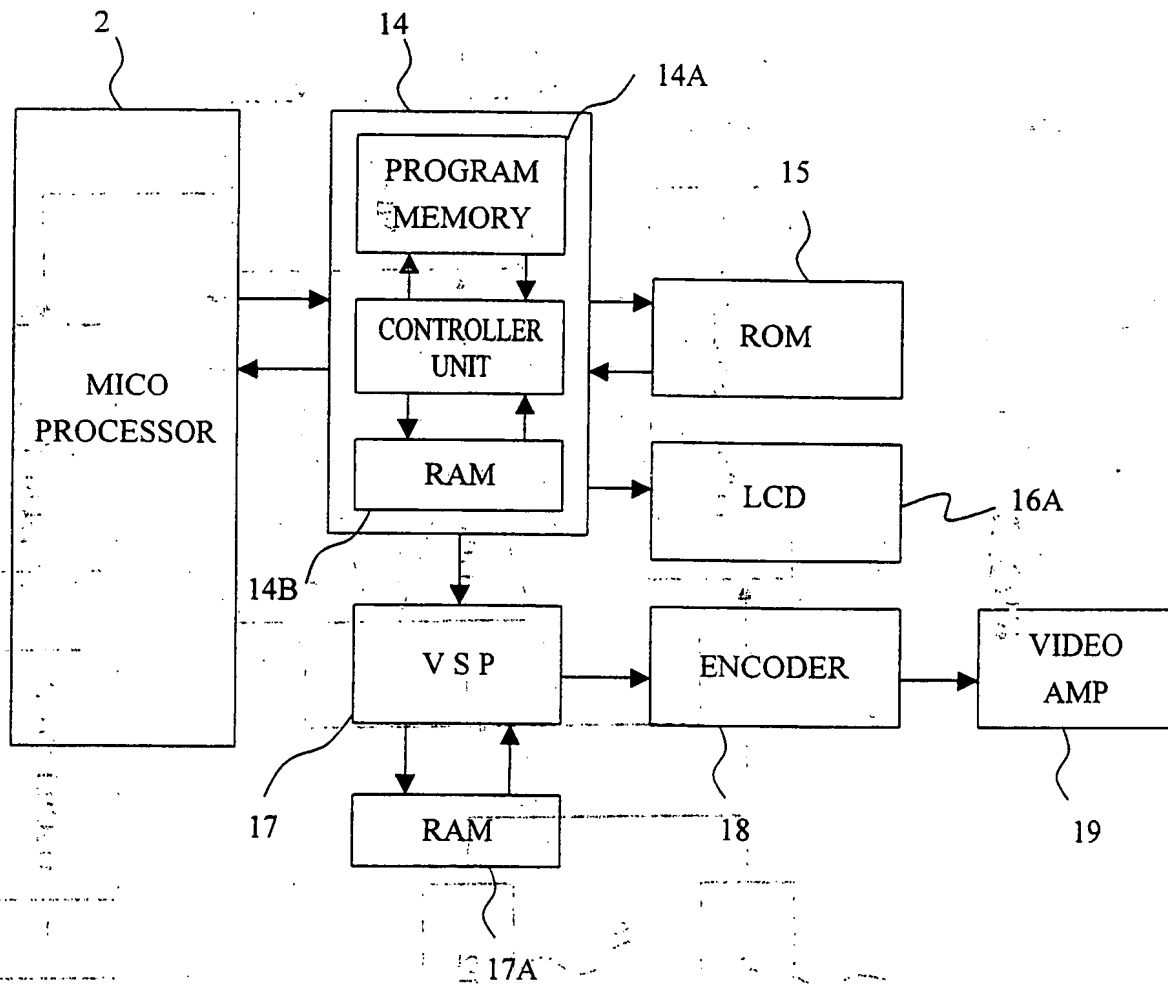 2
14
14A
PROGRAM
MEMORY
15
CONTROLLER
UNIT
ROM
MICO
PROCESSOR
RAM
LCD
16A
14B
V S P
ENCODER
VIDEO
AMP
17
RAM
18
19
17A